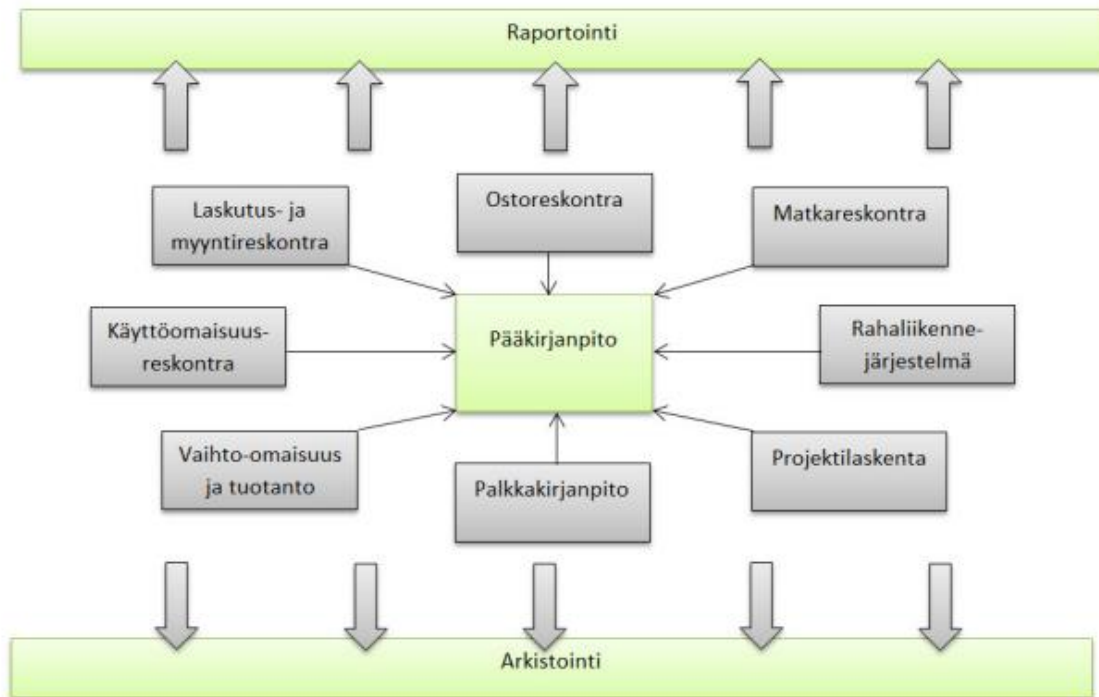 Raportointi
Laskutus- ja
myyntireskontra
Ostoreskontra
Matkareskontra
Käyttöomaisuus-
reskontra
Pääkirjanpito
Rahaliikenne-
järjestelmä
Vaihto-omaisuus
ja tuotanto
Palkkakirjanpito
Projektilaskenta
Arkistointi